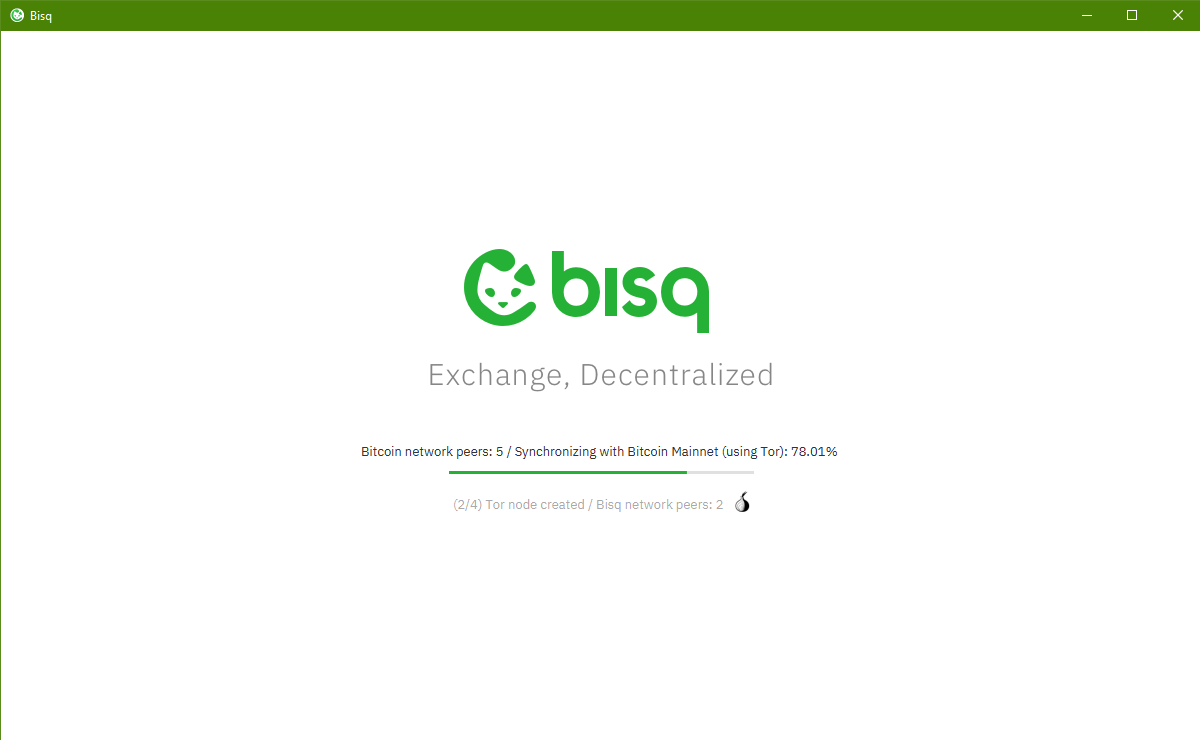 Bisq
bisq
Exchange, Decentralized
Bitcoin network peers: 5 / Synchronizing with Bitcoin Mainnet (using Tor): 78.01%
(2/4) Tor node created / Bisq network peers: 2